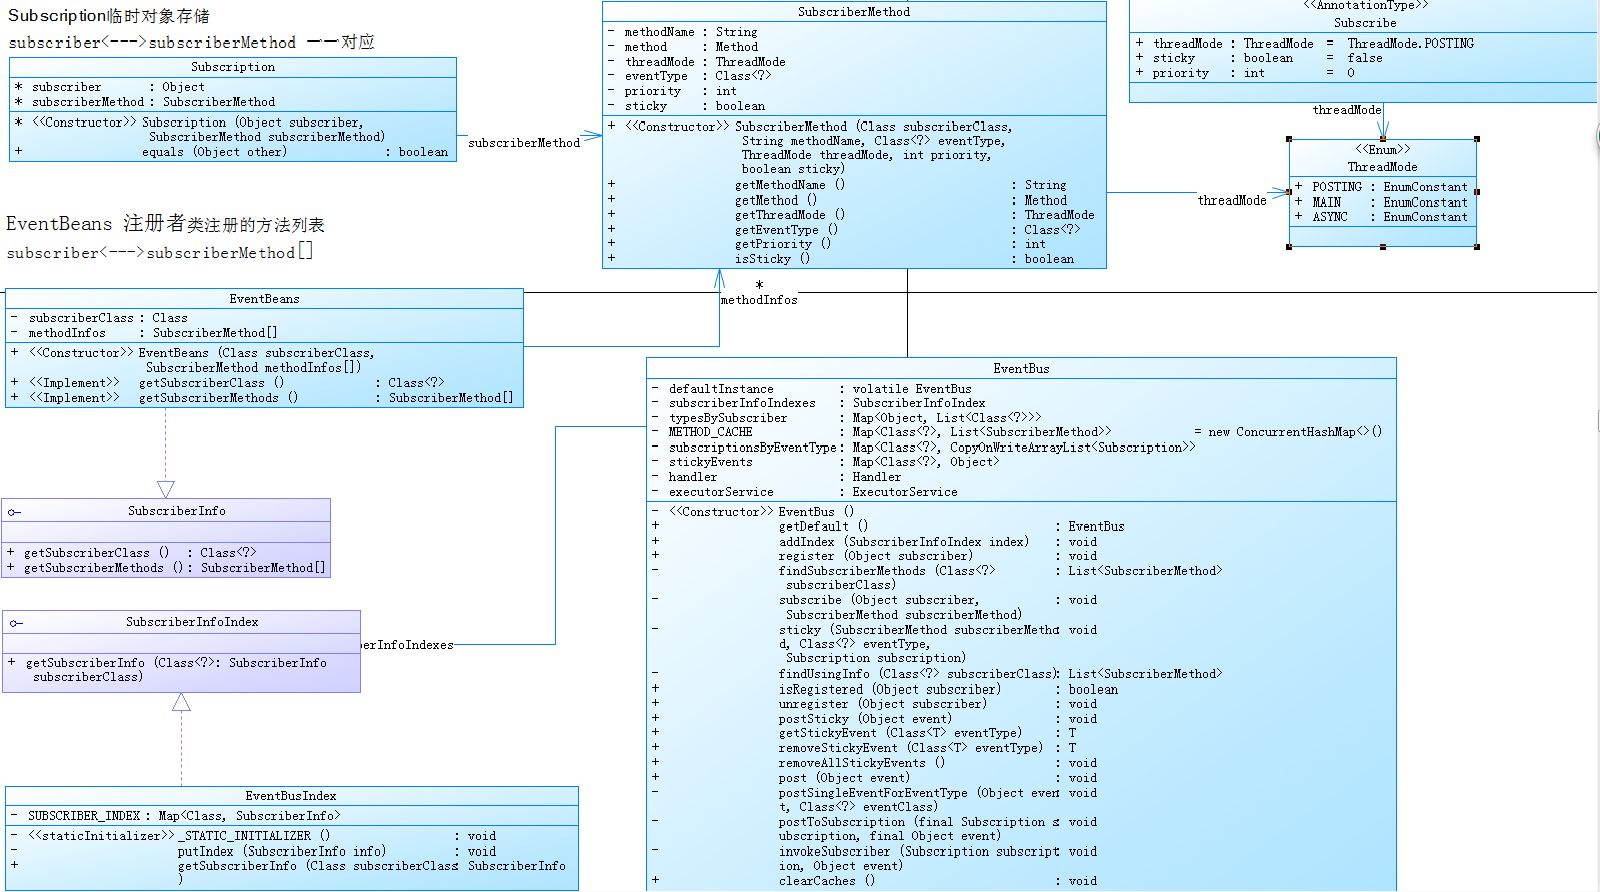 Subscription临时对象存储
subscriber<--->subscriberMethod 一一对应
Subscription
* subscriber : Object
* subscriberMethod : SubscriberMethod
* <<Constructor>> Subscription (Object subscriber,
SubscriberMethod subscriberMethod)
+ equals (Object other) : boolean
subscriberMethod
SubscriberMethod
- methodName : String
- method : Method
- threadMode : ThreadMode
- eventType : Class<?>
- priority : int
- sticky : boolean
+ <<Constructor>> SubscriberMethod (Class subscriberClass,
String methodName, Class<?> eventType,
ThreadMode threadMode, int priority,
boolean sticky)
+ getMethodName () : String
+ getMethod () : Method
+ getThreadMode () : ThreadMode
+ getEventType () : Class<?>
+ getPriority () : int
+ isSticky () : boolean
<<AnnotationType>>
Subscribe
+ threadMode : ThreadMode = ThreadMode.POSTING
+ sticky : boolean = false
+ priority : int = 0
threadMode
<<Enum>>
ThreadMode
+ POSTING : EnumConstant
+ MAIN : EnumConstant
+ ASYNC : EnumConstant
threadMode
EventBeans 注册者类注册的方法列表
subscriber<--->subscriberMethod[]
EventBeans
- subscriberClass : Class
- methodInfos : SubscriberMethod[]
+ <<Constructor>> EventBeans (Class subscriberClass,
SubscriberMethod methodInfos[])
+ <<Implement>> getSubscriberClass () : Class<?>
+ <<Implement>> getSubscriberMethods () : SubscriberMethod[]
*
methodInfos
SubscriberInfo
+ getSubscriberClass () : Class<?>
+ getSubscriberMethods () : SubscriberMethod[]
SubscriberInfoIndex
+ getSubscriberInfo (Class<?> : SubscriberInfo
subscriberClass)
erInfoIndexes
EventBusIndex
- SUBSCRIBER_INDEX : Map<Class, SubscriberInfo>
- <<staticInitializer>> _STATIC_INITIALIZER () : void
- putIndex (SubscriberInfo info) : void
+ getSubscriberInfo (Class subscriberClass : SubscriberInfo
)
EventBus
- defaultInstance : volatile EventBus
- subscriberInfoIndexes : SubscriberInfoIndex
- typesBySubscriber : Map<Object, List<Class<?>>>
- METHOD_CACHE : Map<Class<?>, List<SubscriberMethod>> = new ConcurrentHashMap<>()
- subscriptionsByEventType : Map<Class<?>, CopyOnWriteArrayList<Subscription>>
- stickyEvents : Map<Class<?>, Object>
- handler : Handler
- executorService : ExecutorService
- <<Constructor>> EventBus ()
+ getDefault () : EventBus
+ addIndex (SubscriberInfoIndex index) : void
+ register (Object subscriber) : void
- findSubscriberMethods (Class<?> : List<SubscriberMethod>
subscriberClass)
- subscribe (Object subscriber, : void
SubscriberMethod subscriberMethod)
- sticky (SubscriberMethod subscriberMetho : void
d, Class<?> eventType,
Subscription subscription)
- findUsingInfo (Class<?> subscriberClass) : List<SubscriberMethod>
+ isRegistered (Object subscriber) : boolean
+ unregister (Object subscriber) : void
+ postSticky (Object event) : void
+ getStickyEvent (Class<T> eventType) : T
+ removeStickyEvent (Class<T> eventType) : T
+ removeAllStickyEvents () : void
+ post (Object event) : void
- postSingleEventForEventType (Object even : void
t, Class<?> eventClass)
- postToSubscription (final Subscription s : void
ubscription, final Object event)
- invokeSubscriber (Subscription subscript : void
ion, Object event)
+ clearCaches () : void